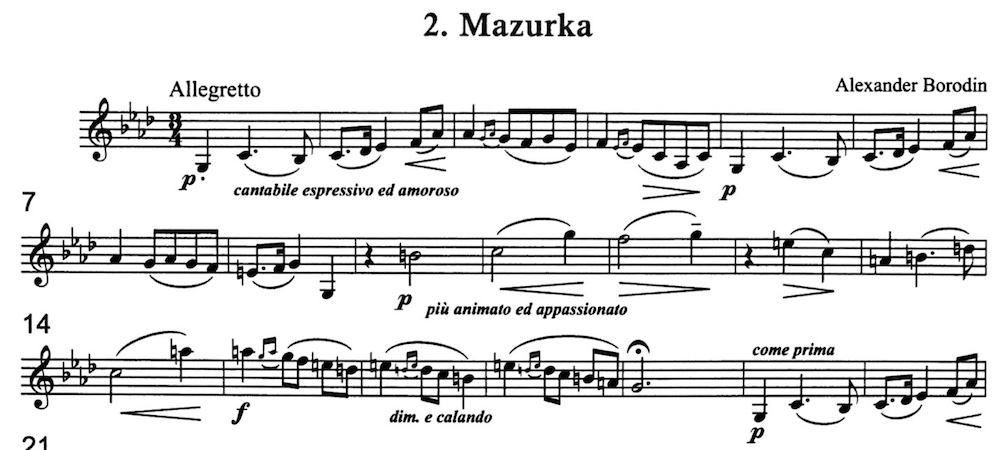 2. Mazurka
Allegretto
Alexander Borodin
3
4
p
cantabile espressivo ed amoroso
p
7
p
più animato ed appassionato
14
come prima
f
dim. e calando
p
21